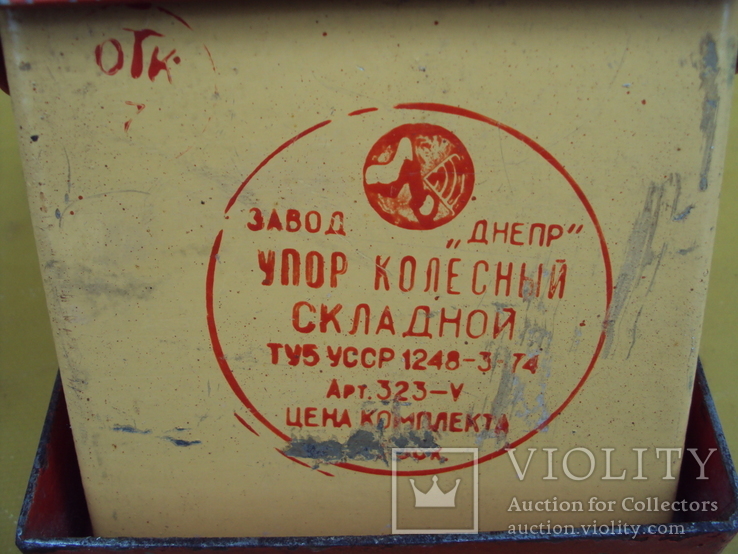 ОТК
7
ЗАВОД „ДНЕПР"
УПОР КОЛЕСНЫЙ
СКЛАДНОЙ
ТУ5 УССР 1248-3-74
Арт. 323-V
ЦЕНА КОМПЛЕКТА
VIOLITY
Auction for Collectors
auction.violity.com